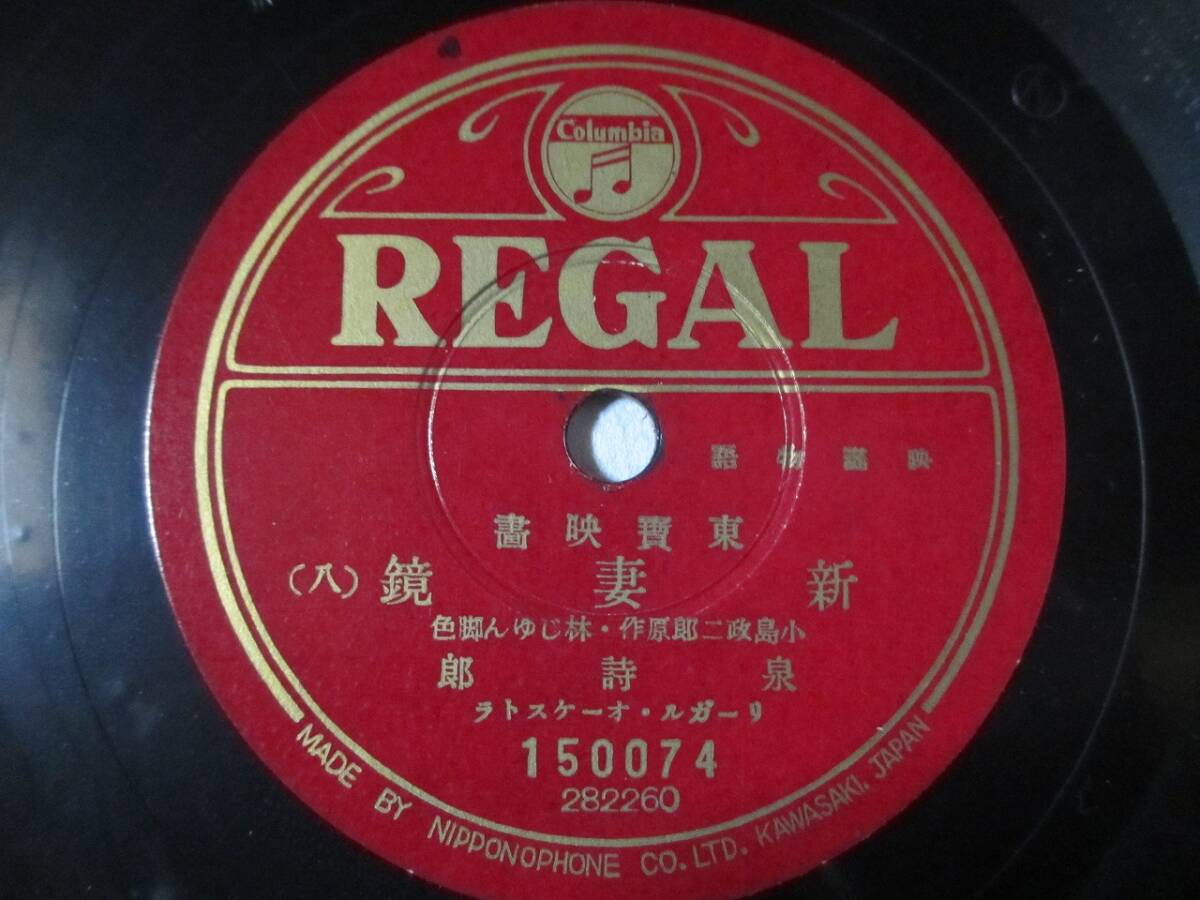 Columbia
REGAL
映畫物語
東寶映畫
新妻鏡(八)
小島政二郎原作・林じゆん脚色
泉詩郎
リーガル・オーケストラ
150074
282260
MADE BY NIPPONOPHONE CO. LTD. KAWASAKI, JAPAN